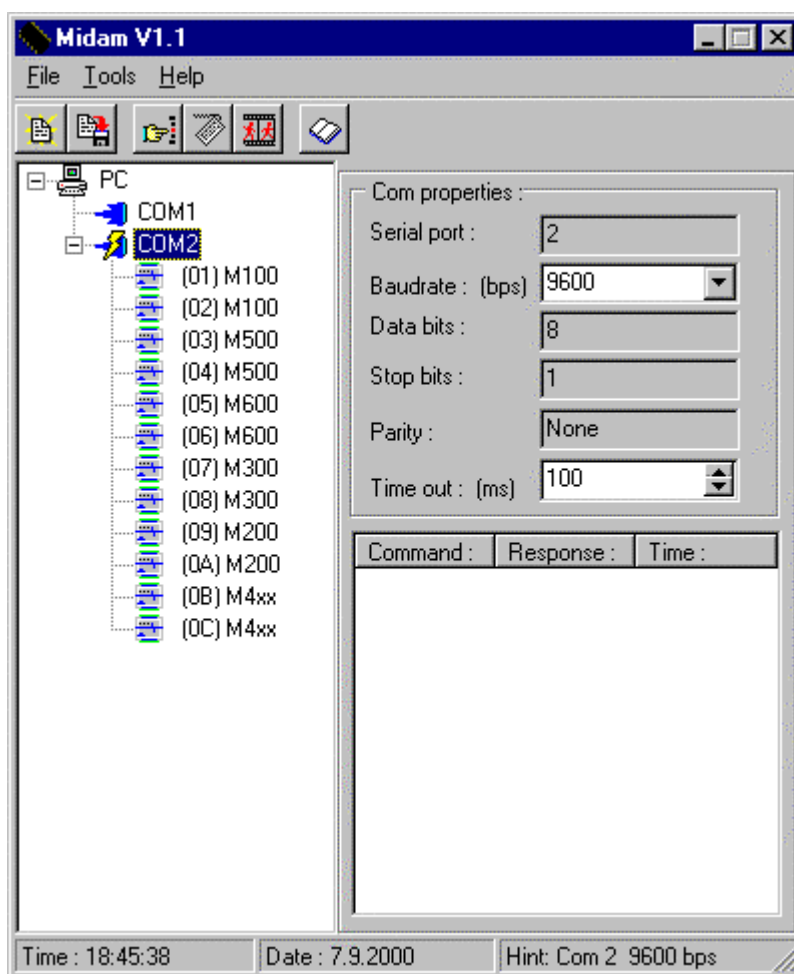 Midam V1.1
File Tools Help
PC
COM1
COM2
(01) M100
(02) M100
(03) M500
(04) M500
(05) M600
(06) M600
(07) M300
(08) M300
(09) M200
(0A) M200
(0B) M4xx
(0C) M4xx
Com properties :
Serial port : 2
Baudrate : (bps) 9600
Data bits : 8
Stop bits : 1
Parity : None
Time out : (ms) 100
Command : Response : Time :
Time : 18:45:38 Date : 7.9.2000 Hint: Com 2 9600 bps